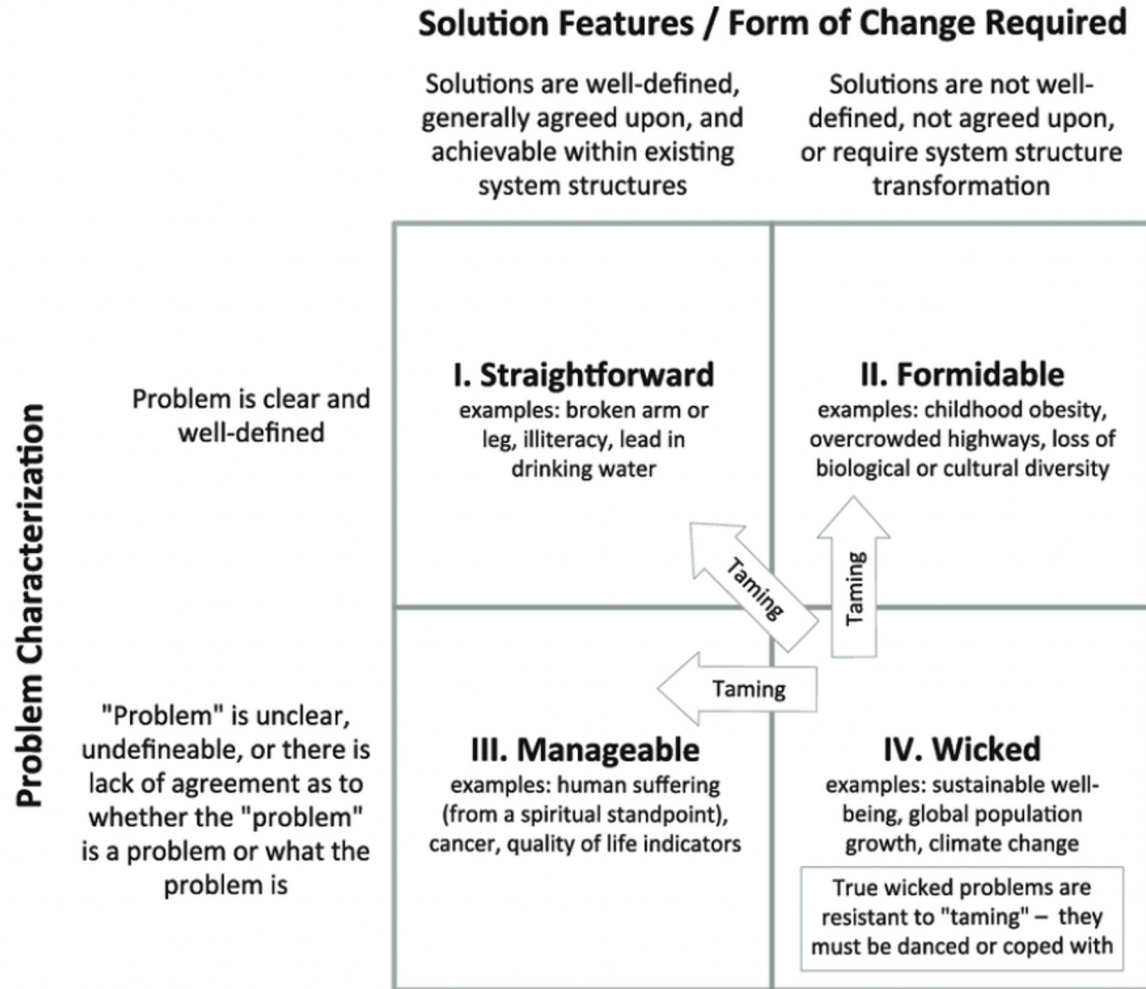 Solution Features / Form of Change Required
Solutions are well-defined,
generally agreed upon, and
achievable within existing
system structures
Solutions are not well-
defined, not agreed upon,
or require system structure
transformation
Problem Characterization
Problem is clear and
well-defined
I. Straightforward
examples: broken arm or
leg, illiteracy, lead in
drinking water
II. Formidable
examples: childhood obesity,
overcrowded highways, loss of
biological or cultural diversity
Taming
Taming
Taming
"Problem" is unclear,
undefineable, or there is
lack of agreement as to
whether the "problem"
is a problem or what the
problem is
III. Manageable
examples: human suffering
(from a spiritual standpoint),
cancer, quality of life indicators
IV. Wicked
examples: sustainable well-
being, global population
growth, climate change
True wicked problems are
resistant to "taming" – they
must be danced or coped with